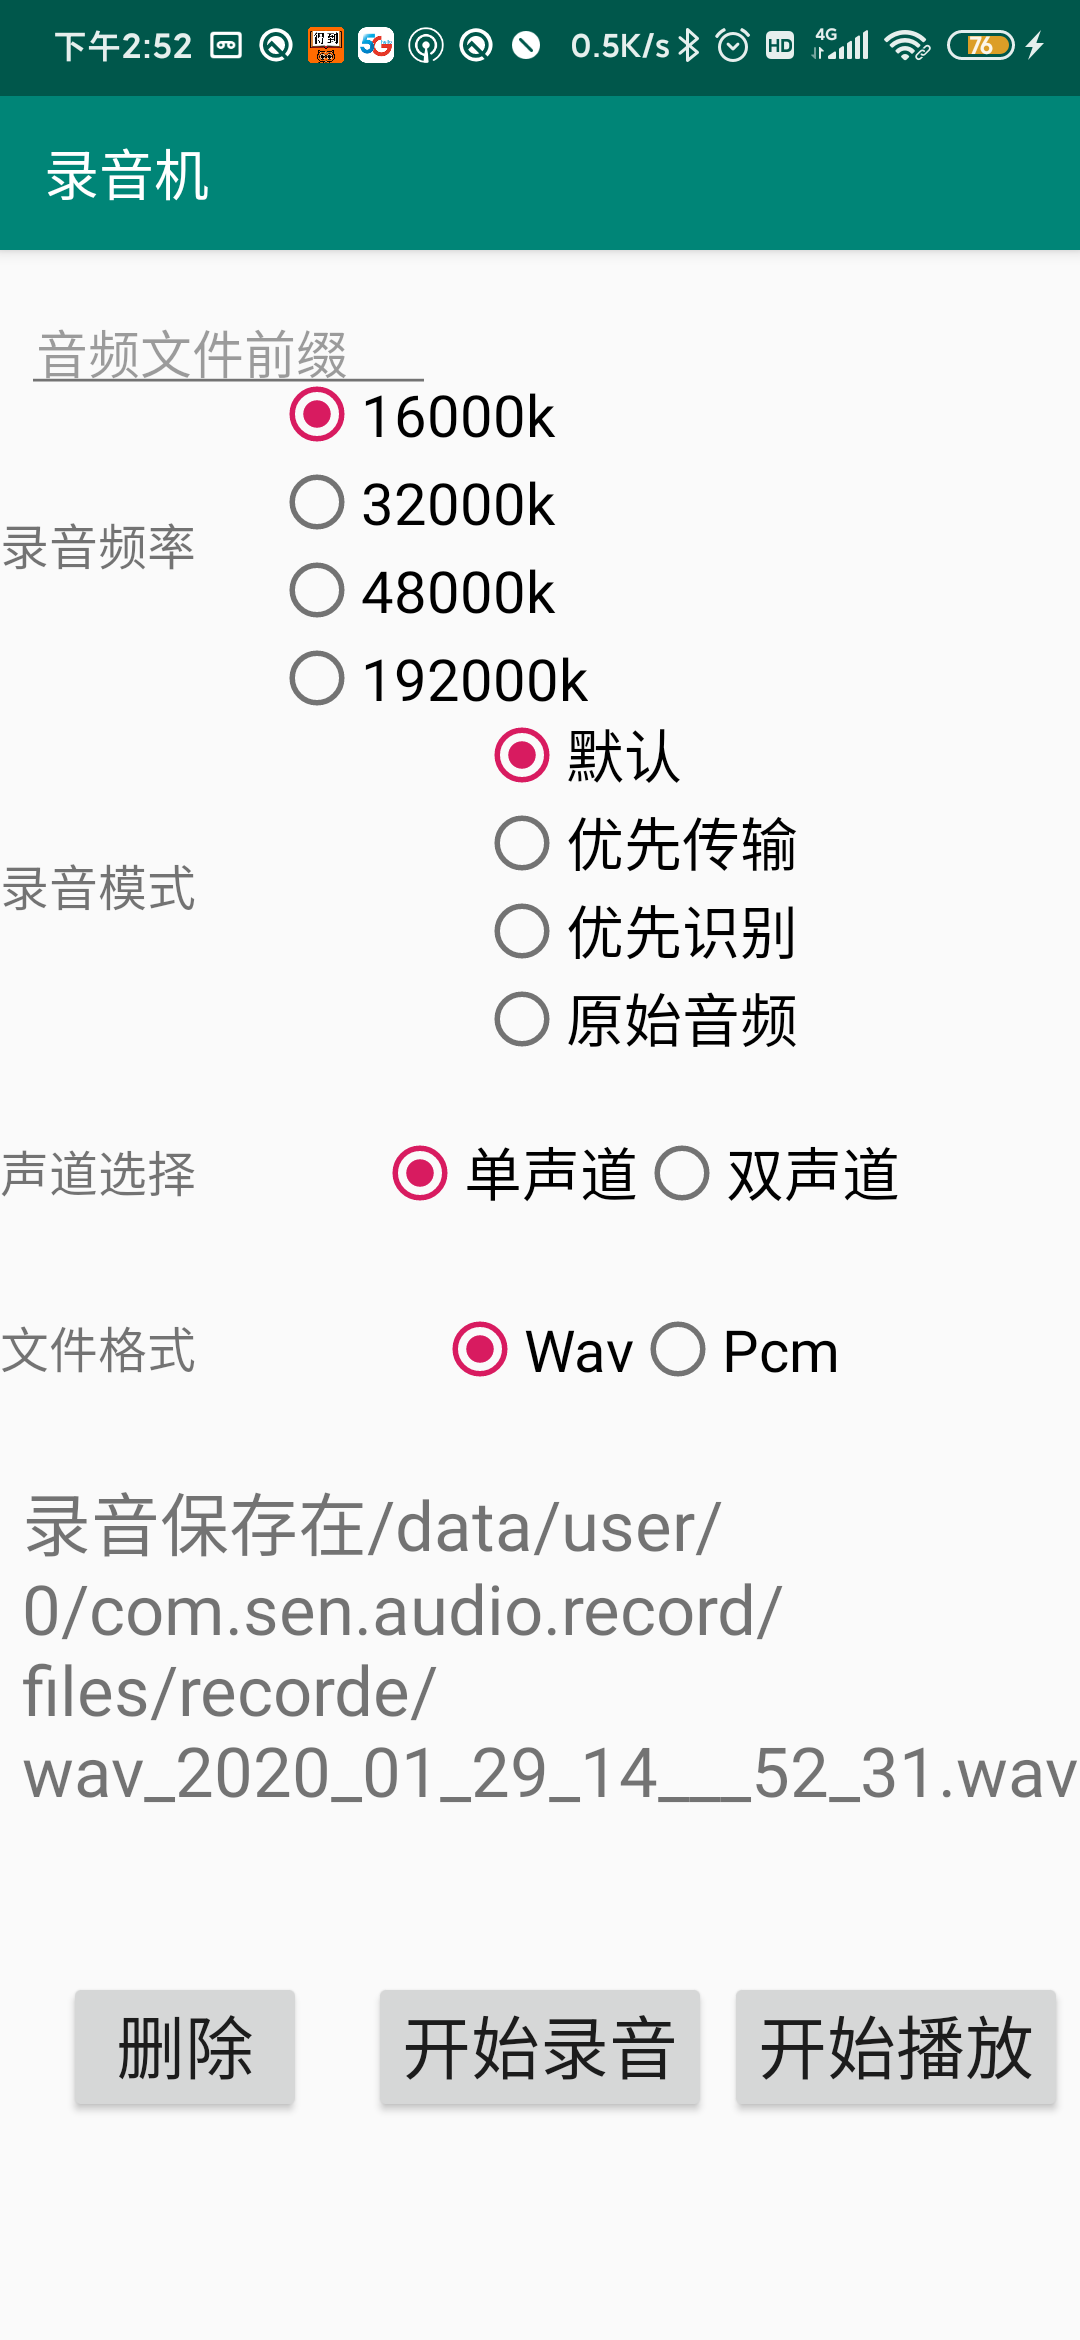 下午2:52 得到 5G 0.5K/s HD 4G 76
录音机
音频文件前缀
16000k
32000k
录音频率
48000k
192000k
默认
优先传输
录音模式
优先识别
原始音频
声道选择 单声道 双声道
文件格式 Wav Pcm
录音保存在/data/user/
0/com.sen.audio.record/
files/recorde/
wav_2020_01_29_14___52_31.wav
删除 开始录音 开始播放